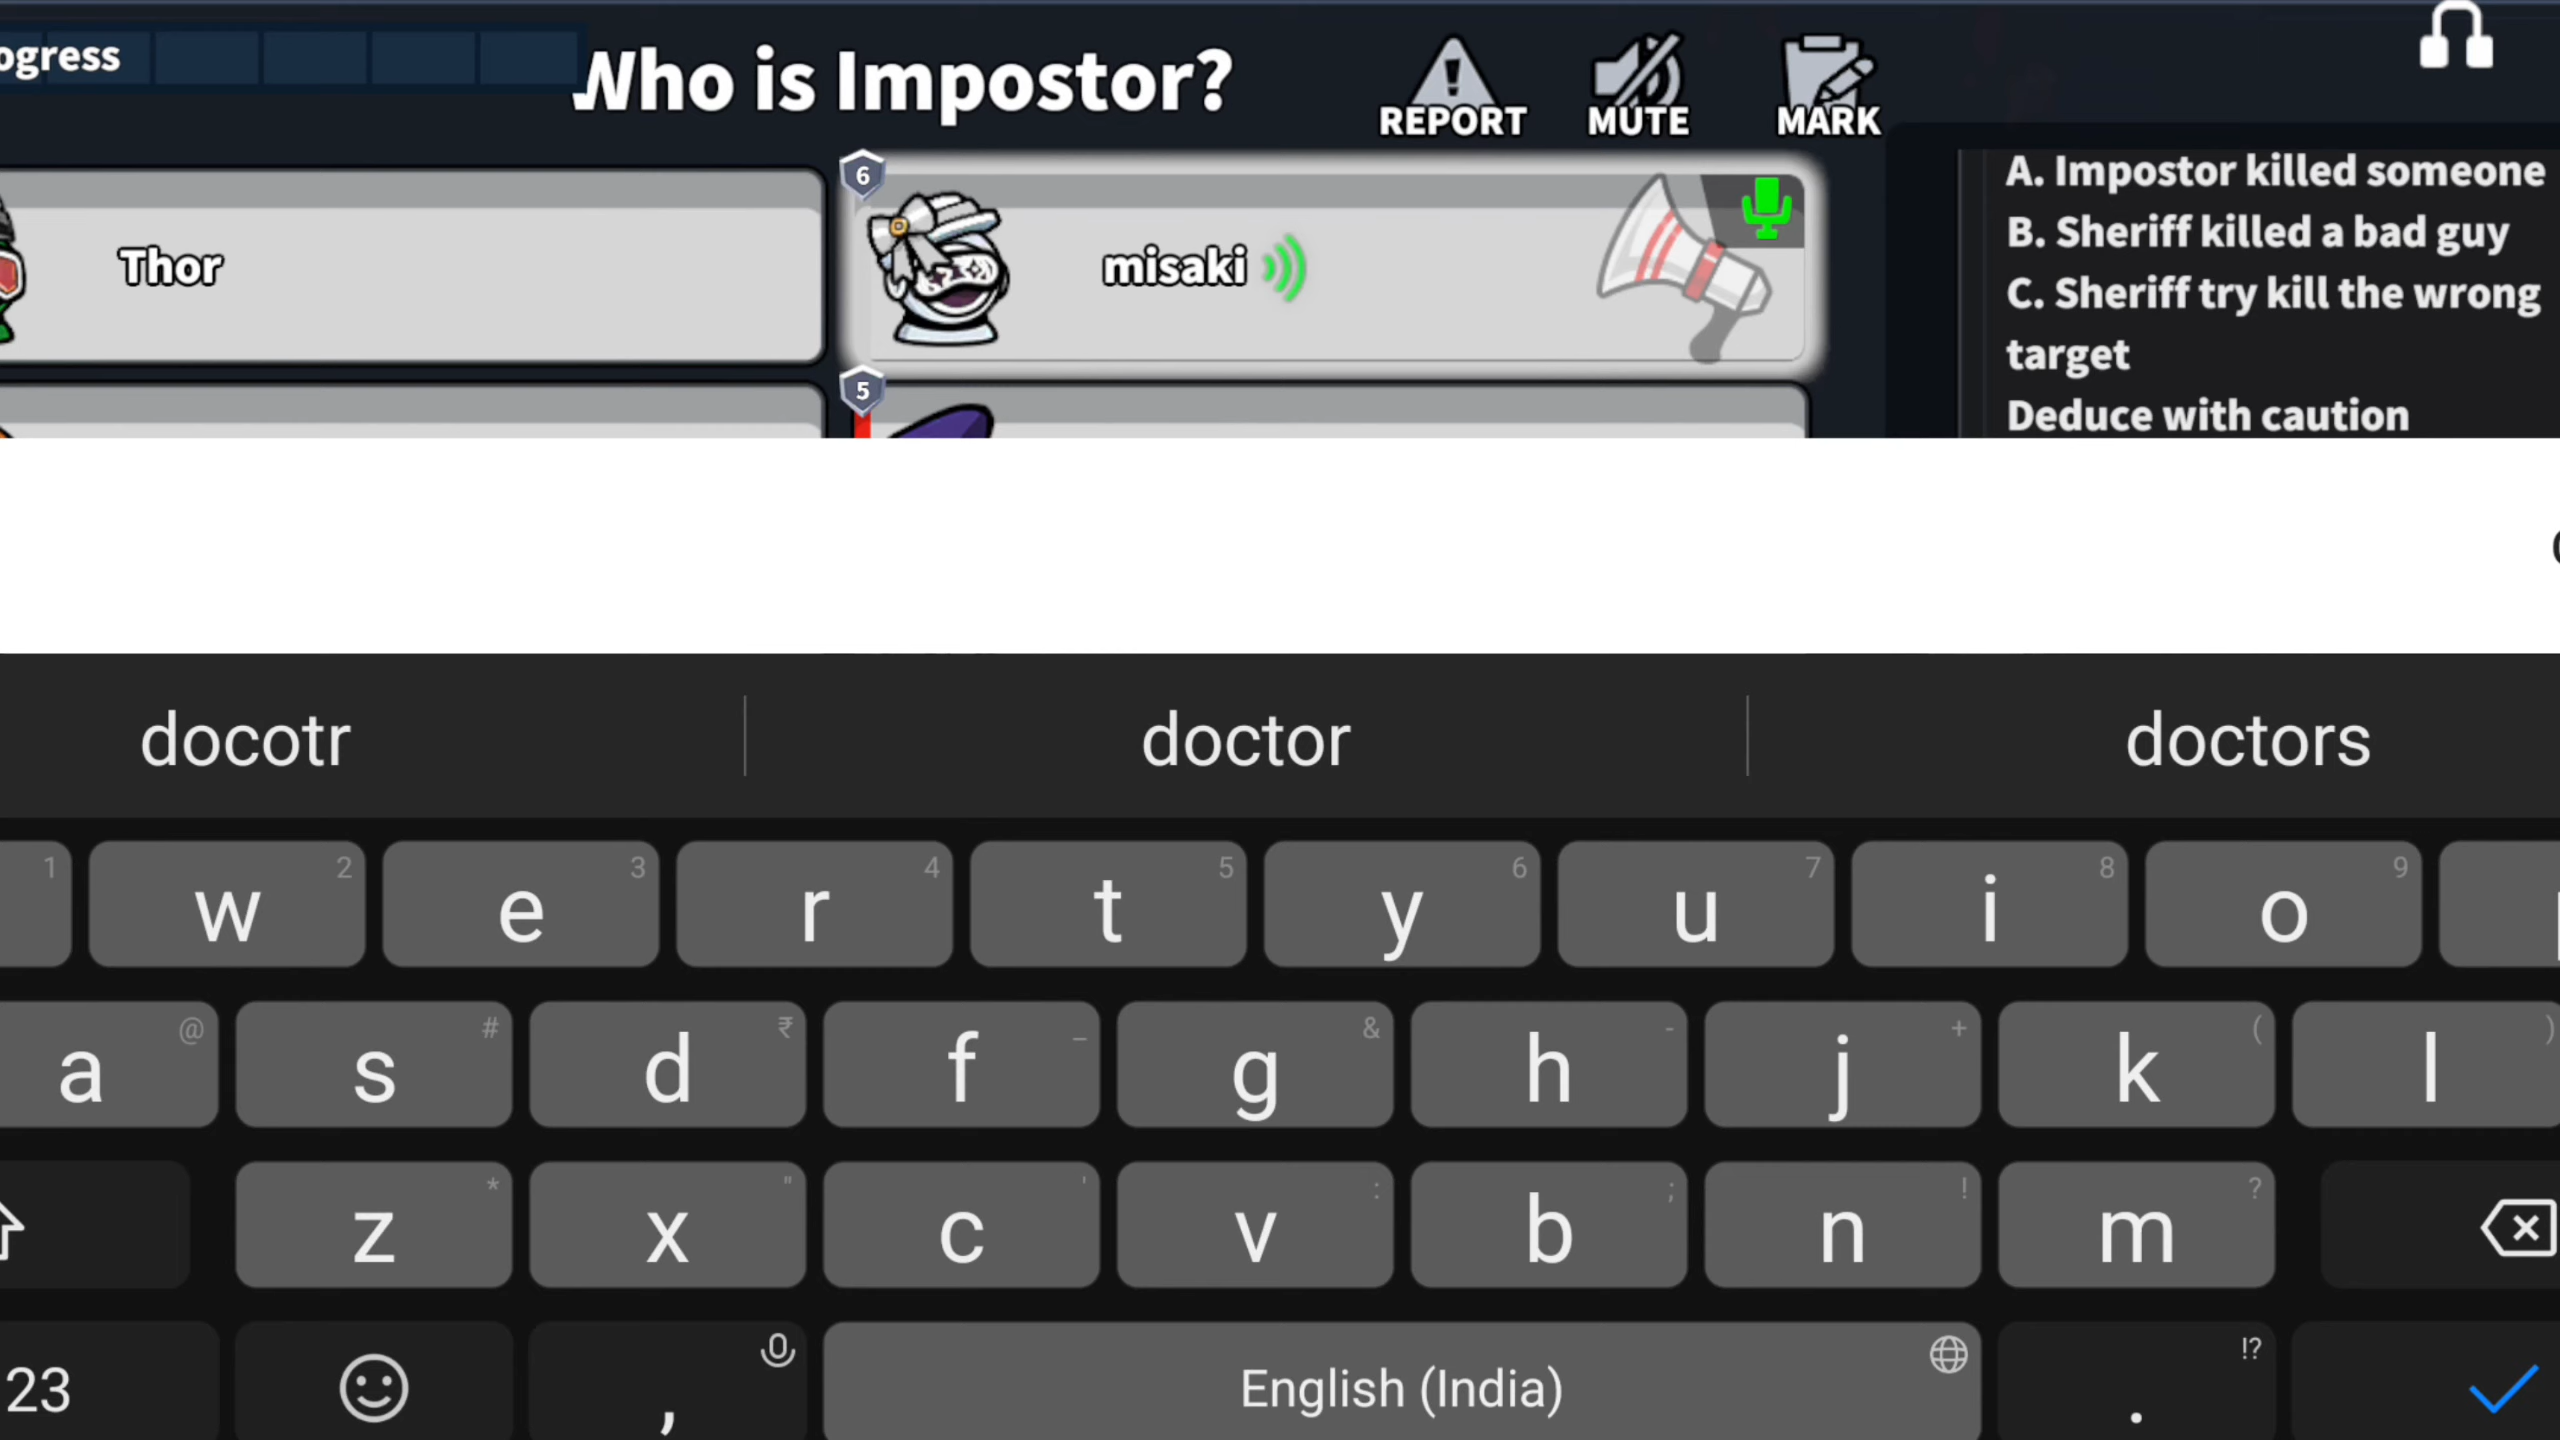 ogress
Who is Impostor?
REPORT
MUTE
MARK
Thor
6
misaki
5
A. Impostor killed someone
B. Sheriff killed a bad guy
C. Sheriff try kill the wrong
target
Deduce with caution
docotr
doctor
doctors
1 w 2 e 3 r 4 t 5 y 6 u 7 i 8 o 9
a @ s # d ₹ f _ g & h - j + k ( l )
z * x " c ' v : b ; n ! m ?
23 , English (India) . !?